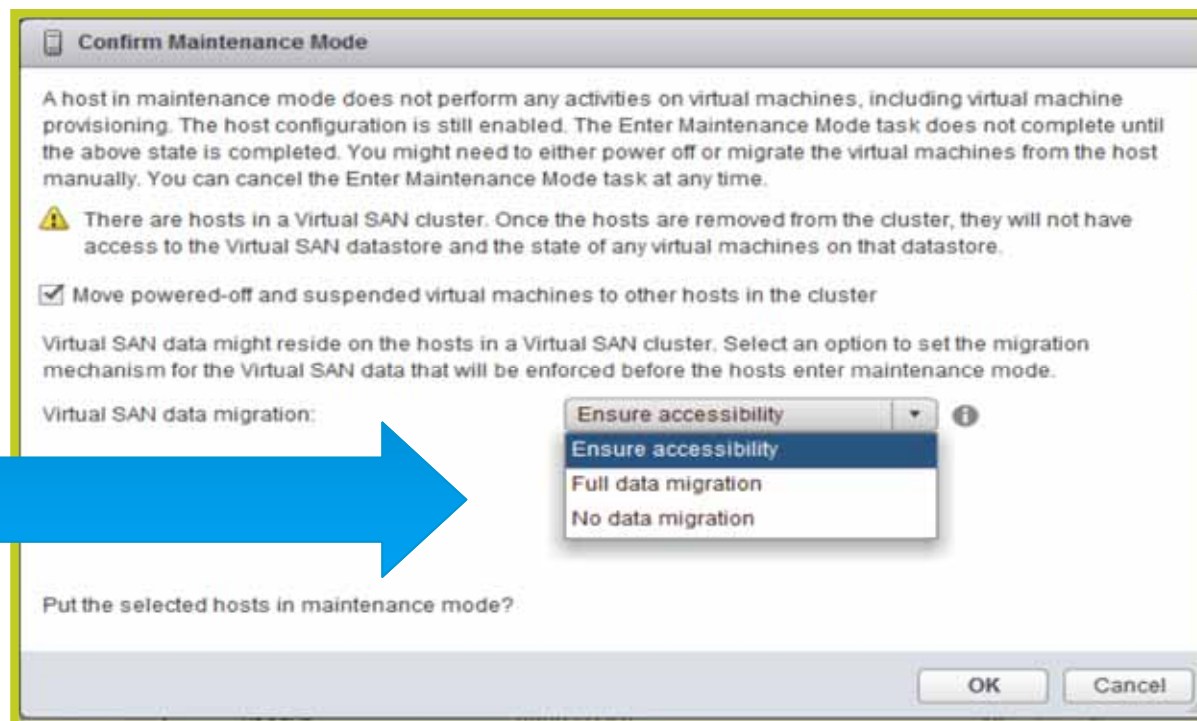 Confirm Maintenance Mode
A host in maintenance mode does not perform any activities on virtual machines, including virtual machine
provisioning. The host configuration is still enabled. The Enter Maintenance Mode task does not complete until
the above state is completed. You might need to either power off or migrate the virtual machines from the host
manually. You can cancel the Enter Maintenance Mode task at any time.
There are hosts in a Virtual SAN cluster. Once the hosts are removed from the cluster, they will not have
access to the Virtual SAN datastore and the state of any virtual machines on that datastore.
Move powered-off and suspended virtual machines to other hosts in the cluster
Virtual SAN data might reside on the hosts in a Virtual SAN cluster. Select an option to set the migration
mechanism for the Virtual SAN data that will be enforced before the hosts enter maintenance mode.
Virtual SAN data migration: Ensure accessibility
Ensure accessibility
Full data migration
No data migration
Put the selected hosts in maintenance mode?
OK Cancel